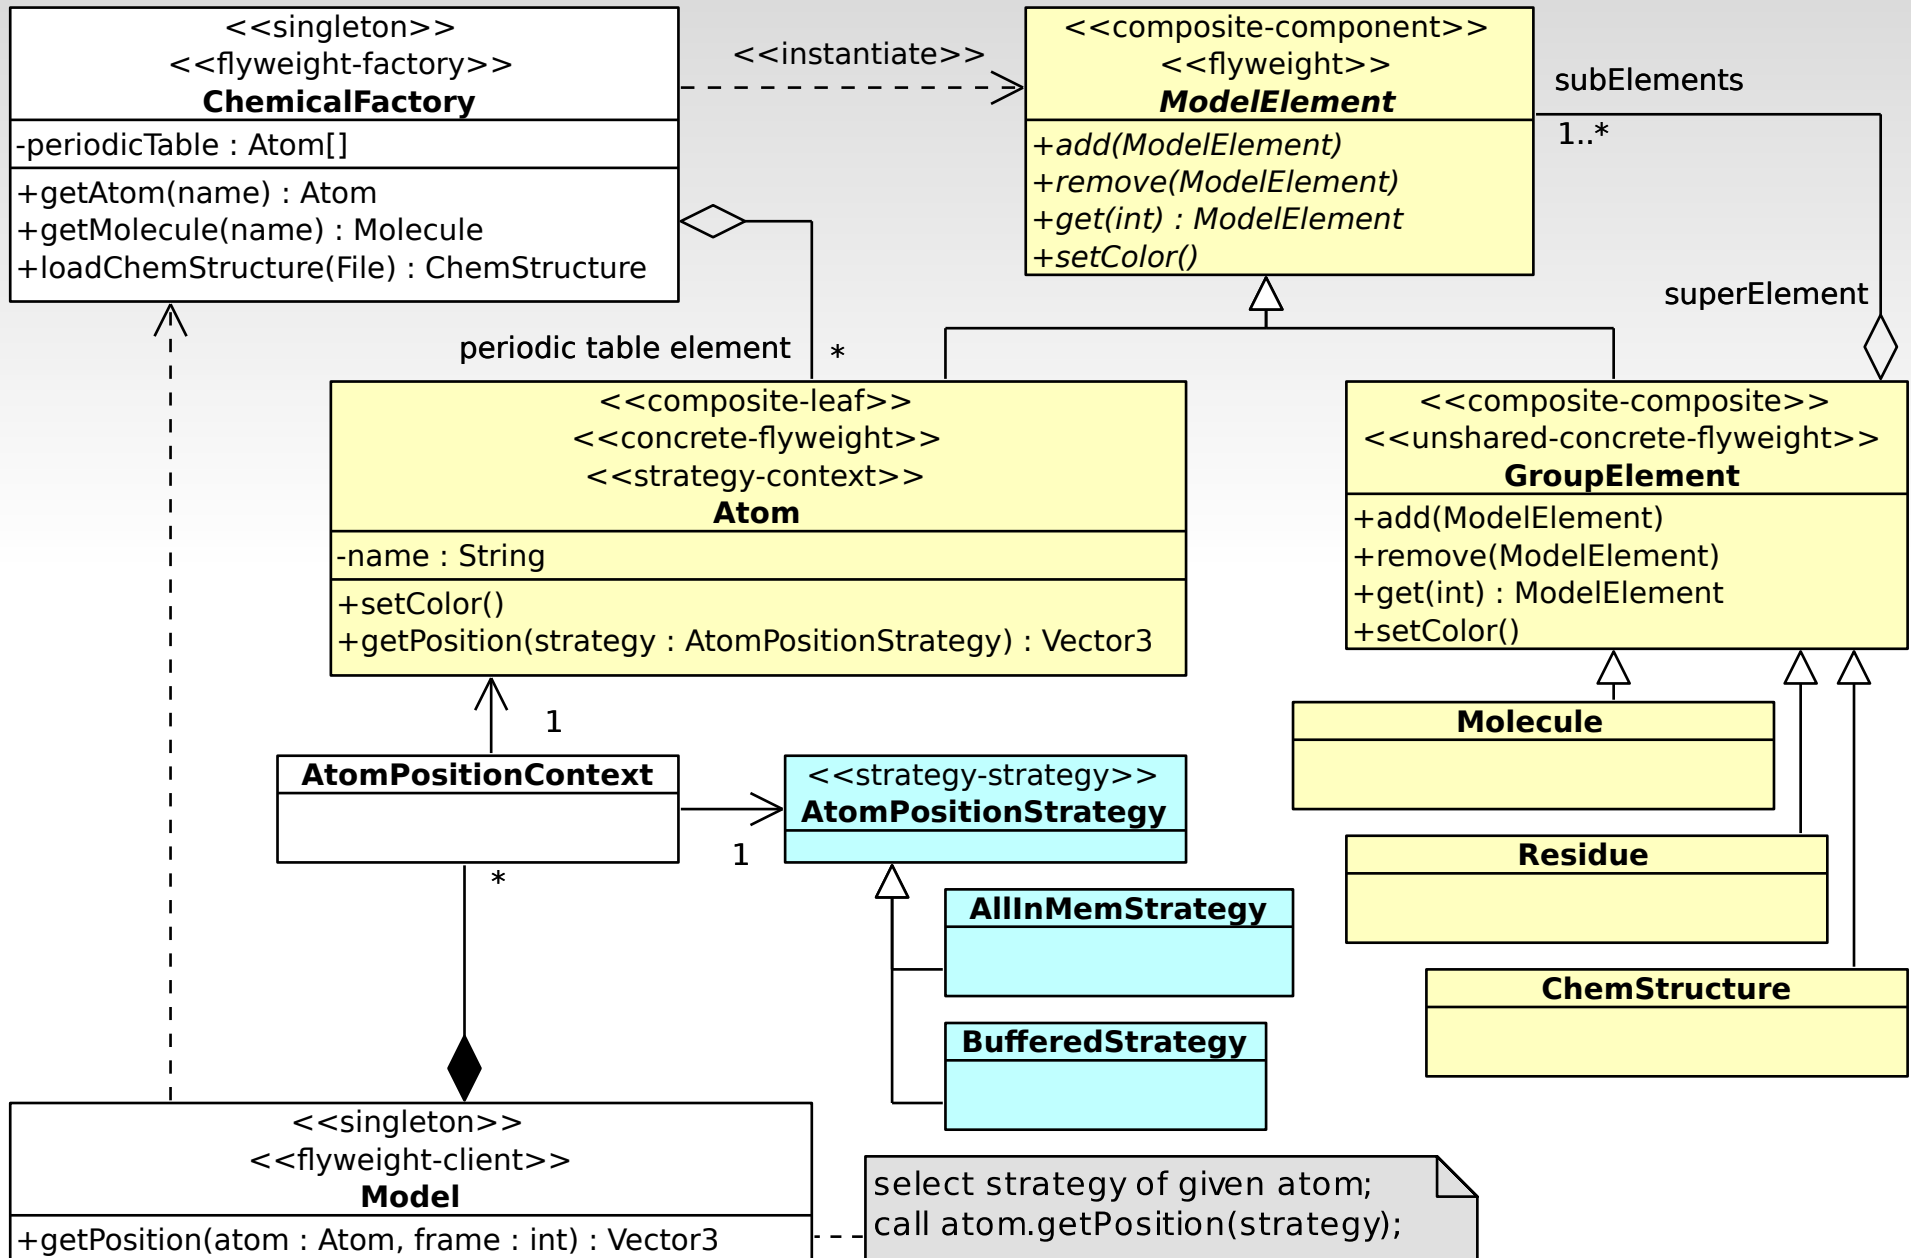 <<singleton>>
<<flyweight-factory>>
ChemicalFactory
-periodicTable : Atom[]
+getAtom(name) : Atom
+getMolecule(name) : Molecule
+loadChemStructure(File) : ChemStructure
<<instantiate>>
<<composite-component>>
<<flyweight>>
ModelElement
+add(ModelElement)
+remove(ModelElement)
+get(int) : ModelElement
+setColor()
subElements
1..*
superElement
periodic table element
*
<<composite-leaf>>
<<concrete-flyweight>>
<<strategy-context>>
Atom
-name : String
+setColor()
+getPosition(strategy : AtomPositionStrategy) : Vector3
<<composite-composite>>
<<unshared-concrete-flyweight>>
GroupElement
+add(ModelElement)
+remove(ModelElement)
+get(int) : ModelElement
+setColor()
1
AtomPositionContext
1
*
<<strategy-strategy>>
AtomPositionStrategy
Molecule
Residue
ChemStructure
AllInMemStrategy
BufferedStrategy
<<singleton>>
<<flyweight-client>>
Model
+getPosition(atom : Atom, frame : int) : Vector3
select strategy of given atom;
call atom.getPosition(strategy);